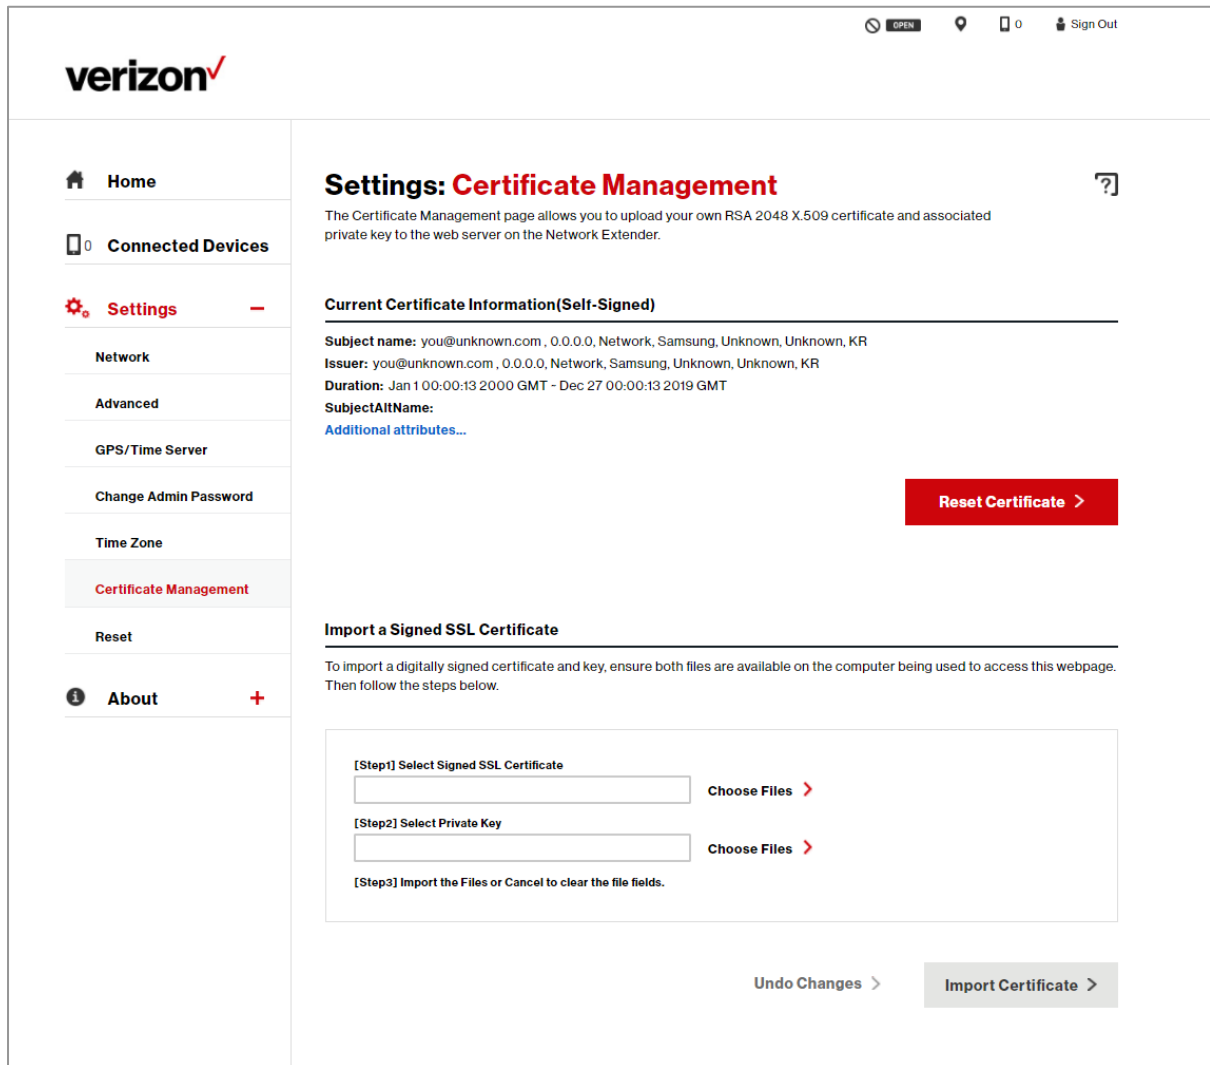 OPEN
0
Sign Out
verizon
Home
Settings: Certificate Management
The Certificate Management page allows you to upload your own RSA 2048 X.509 certificate and associated
private key to the web server on the Network Extender.
0 Connected Devices
Settings
Current Certificate Information(Self-Signed)
Subject name: you@unknown.com , 0.0.0.0, Network, Samsung, Unknown, Unknown, KR
Issuer: you@unknown.com , 0.0.0.0, Network, Samsung, Unknown, Unknown, KR
Duration: Jan 1 00:00:13 2000 GMT - Dec 27 00:00:13 2019 GMT
SubjectAltName:
Additional attributes...
Network
Advanced
GPS/Time Server
Change Admin Password
Time Zone
Certificate Management
Reset
About
Reset Certificate
Import a Signed SSL Certificate
To import a digitally signed certificate and key, ensure both files are available on the computer being used to access this webpage.
Then follow the steps below.
[Step1] Select Signed SSL Certificate
Choose Files
[Step2] Select Private Key
Choose Files
[Step3] Import the Files or Cancel to clear the file fields.
Undo Changes
Import Certificate